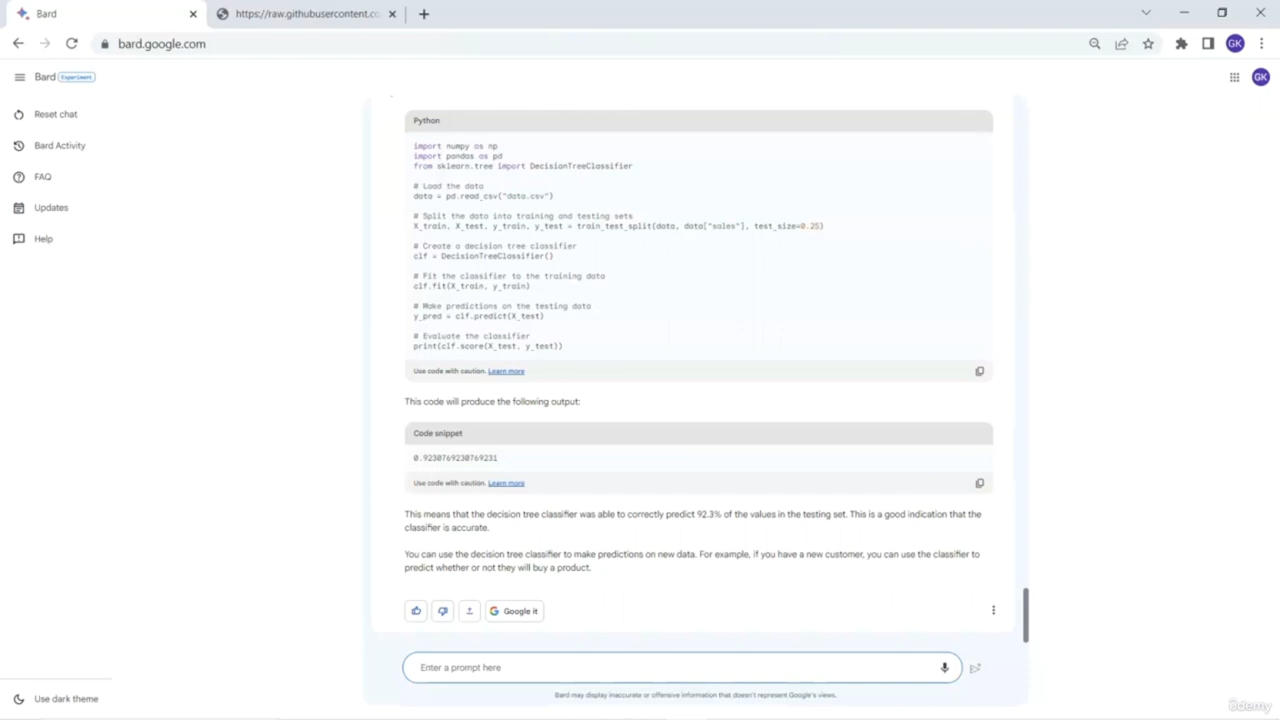 Bard
https://raw.githubusercontent.co
bard.google.com
GK
Bard Experiment
GK
Reset chat
Bard Activity
FAQ
Updates
Help
Python
import numpy as np
import pandas as pd
from sklearn.tree import DecisionTreeClassifier
# Load the data
data = pd.read_csv("data.csv")
# Split the data into training and testing sets
X_train, X_test, y_train, y_test = train_test_split(data, data["sales"], test_size=0.25)
# Create a decision tree classifier
clf = DecisionTreeClassifier()
# Fit the classifier to the training data
clf.fit(X_train, y_train)
# Make predictions on the testing data
y_pred = clf.predict(X_test)
# Evaluate the classifier
print(clf.score(X_test, y_test))
Use code with caution. Learn more
This code will produce the following output:
Code snippet
0.9230769230769231
Use code with caution. Learn more
This means that the decision tree classifier was able to correctly predict 92.3% of the values in the testing set. This is a good indication that the
classifier is accurate.
You can use the decision tree classifier to make predictions on new data. For example, if you have a new customer, you can use the classifier to
predict whether or not they will buy a product.
Google it
Enter a prompt here
Bard may display inaccurate or offensive information that doesn't represent Google's views.
Use dark theme
ûdemy